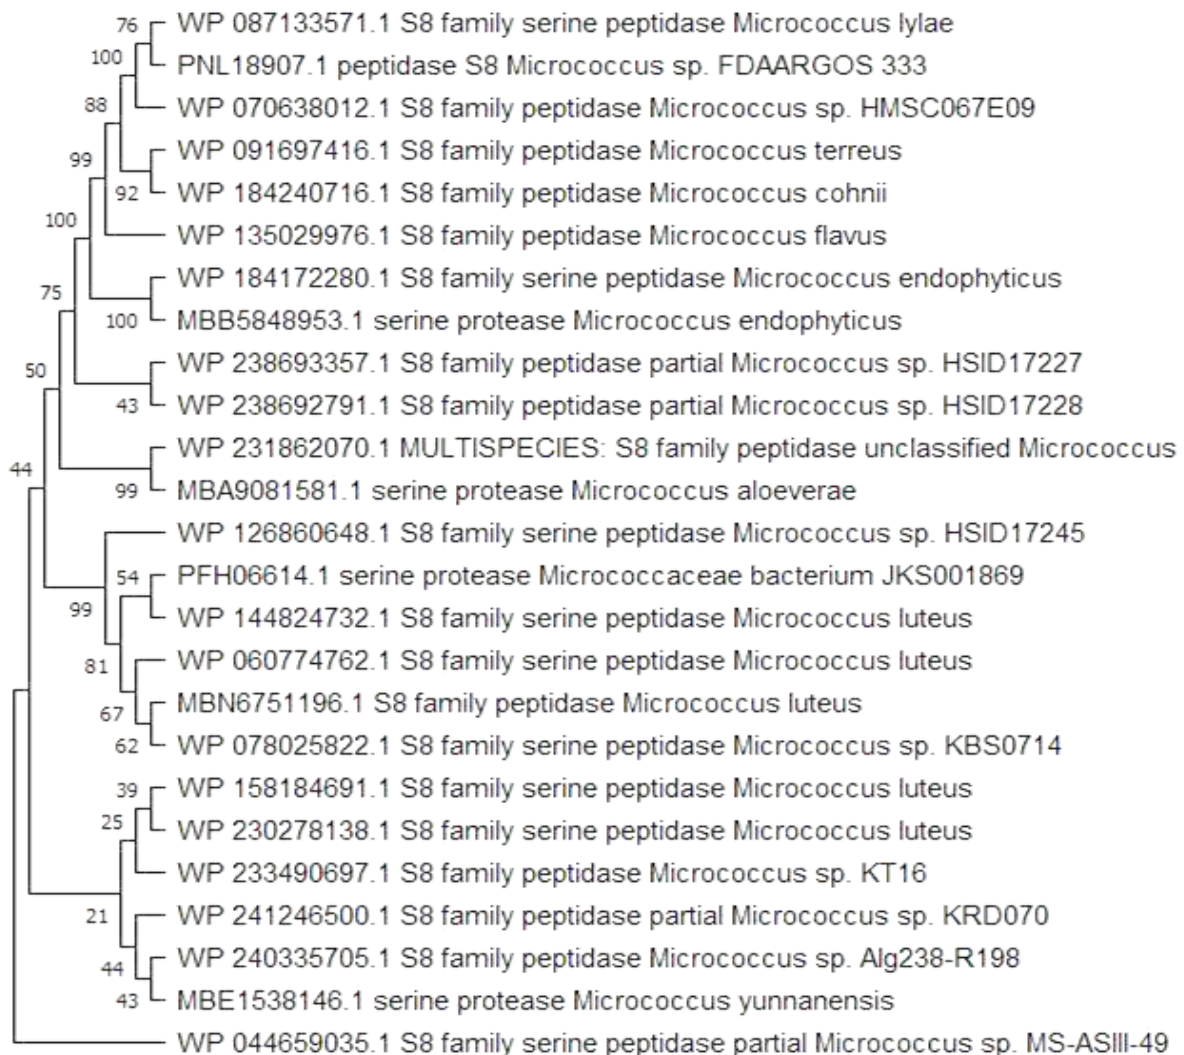 76
WP 087133571.1 S8 family serine peptidase Micrococcus lylae
100
PNL18907.1 peptidase S8 Micrococcus sp. FDAARGOS 333
88
WP 070638012.1 S8 family peptidase Micrococcus sp. HMSC067E09
99
WP 091697416.1 S8 family peptidase Micrococcus terreus
92
WP 184240716.1 S8 family peptidase Micrococcus cohnii
100
WP 135029976.1 S8 family peptidase Micrococcus flavus
75
WP 184172280.1 S8 family serine peptidase Micrococcus endophyticus
100
MBB5848953.1 serine protease Micrococcus endophyticus
50
WP 238693357.1 S8 family peptidase partial Micrococcus sp. HSID17227
43
WP 238692791.1 S8 family peptidase partial Micrococcus sp. HSID17228
44
WP 231862070.1 MULTISPECIES: S8 family peptidase unclassified Micrococcus
99
MBA9081581.1 serine protease Micrococcus aloeverae
WP 126860648.1 S8 family serine peptidase Micrococcus sp. HSID17245
54
PFH06614.1 serine protease Micrococcaceae bacterium JKS001869
99
WP 144824732.1 S8 family serine peptidase Micrococcus luteus
81
WP 060774762.1 S8 family serine peptidase Micrococcus luteus
67
MBN6751196.1 S8 family peptidase Micrococcus luteus
62
WP 078025822.1 S8 family serine peptidase Micrococcus sp. KBS0714
39
WP 158184691.1 S8 family serine peptidase Micrococcus luteus
25
WP 230278138.1 S8 family serine peptidase Micrococcus luteus
WP 233490697.1 S8 family peptidase Micrococcus sp. KT16
21
WP 241246500.1 S8 family peptidase partial Micrococcus sp. KRD070
44
WP 240335705.1 S8 family peptidase Micrococcus sp. Alg238-R198
43
MBE1538146.1 serine protease Micrococcus yunnanensis
WP 044659035.1 S8 family serine peptidase partial Micrococcus sp. MS-ASIII-49